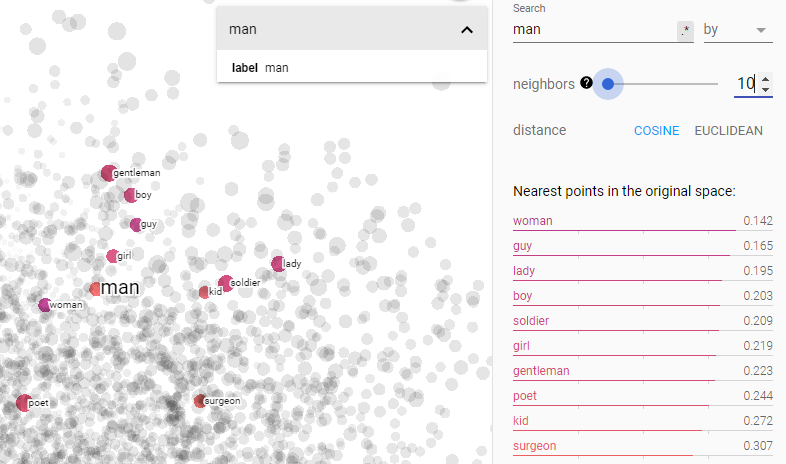 man
label man
gentleman
boy
guy
girl
lady
man
soldier
kid
woman
poet
surgeon
Search
man .* by
neighbors ? 10
distance COSINE EUCLIDEAN
Nearest points in the original space:
woman 0.142
guy 0.165
lady 0.195
boy 0.203
soldier 0.209
girl 0.219
gentleman 0.223
poet 0.244
kid 0.272
surgeon 0.307